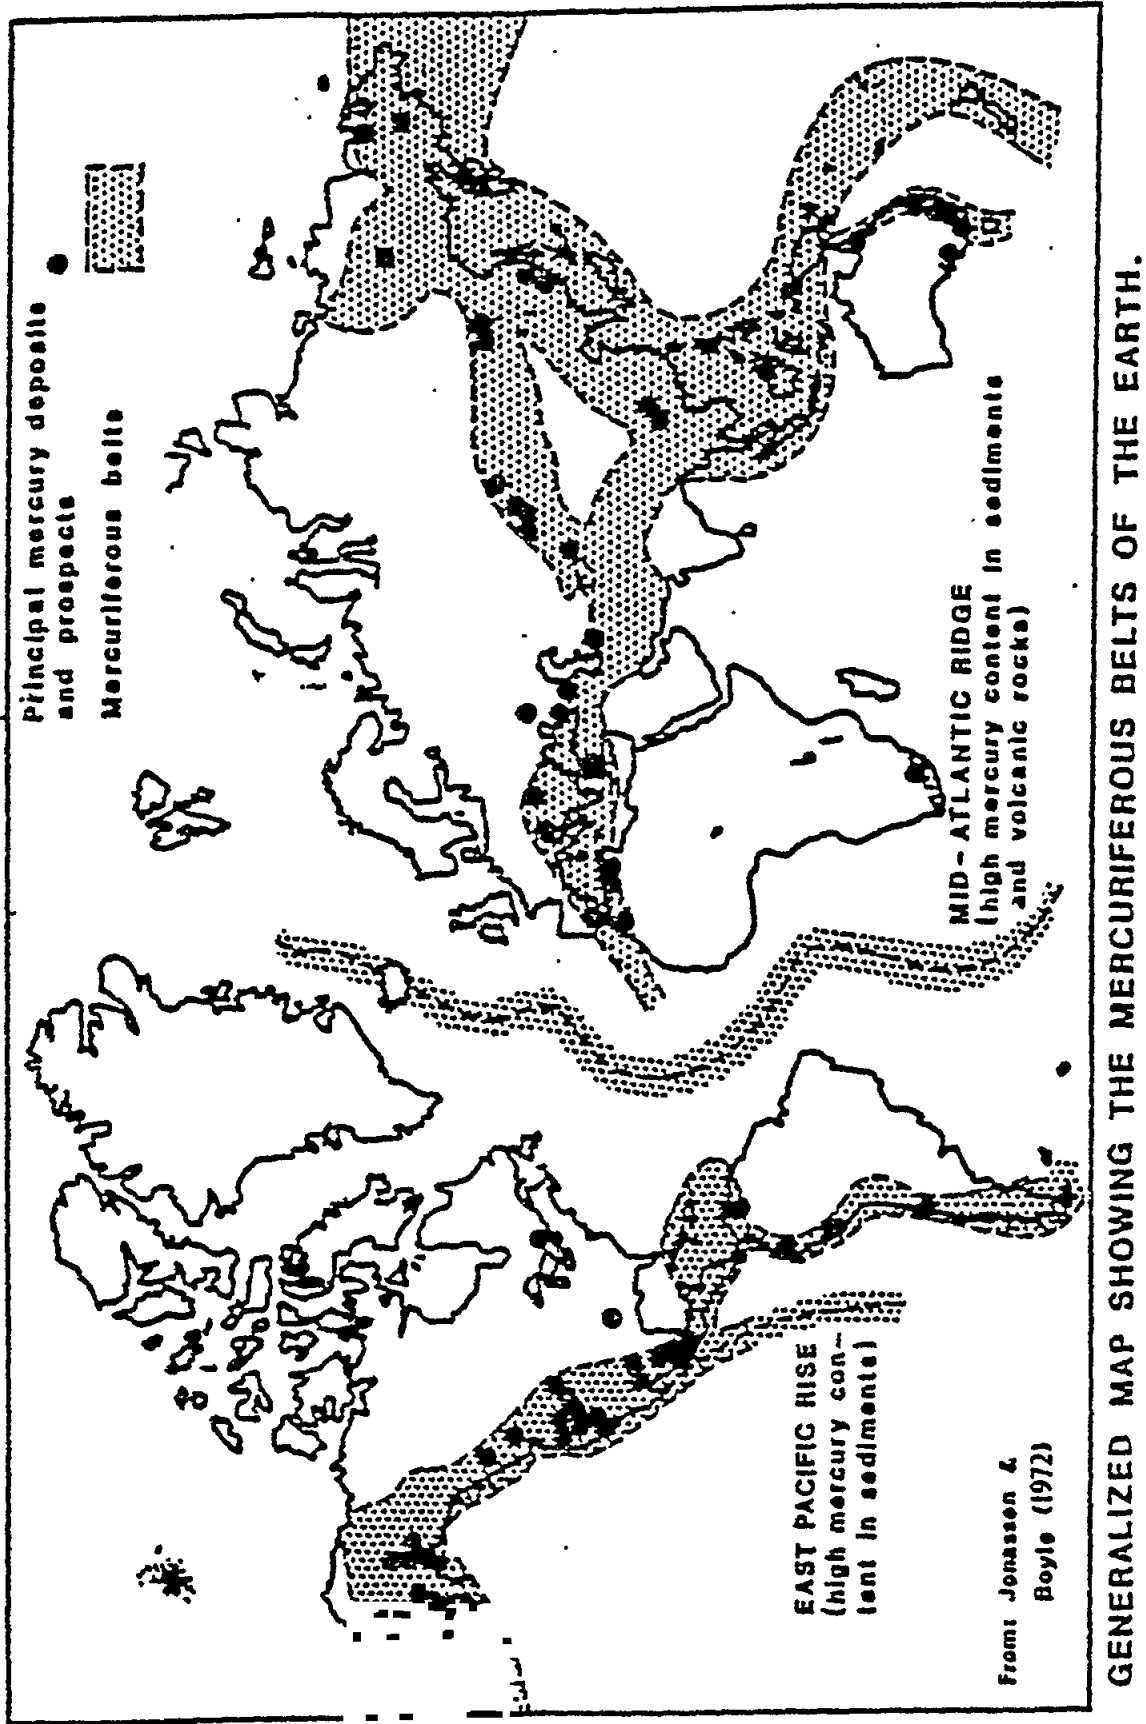 Principal mercury deposits
and prospects
Mercuriferous belts
EAST PACIFIC RISE
(high mercury con-
tent in sediments)
MID-ATLANTIC RIDGE
(high mercury content in sediments
and volcanic rocks)
From: Jonassen &
Boyle (1972)
GENERALIZED MAP SHOWING THE MERCURIFEROUS BELTS OF THE EARTH.